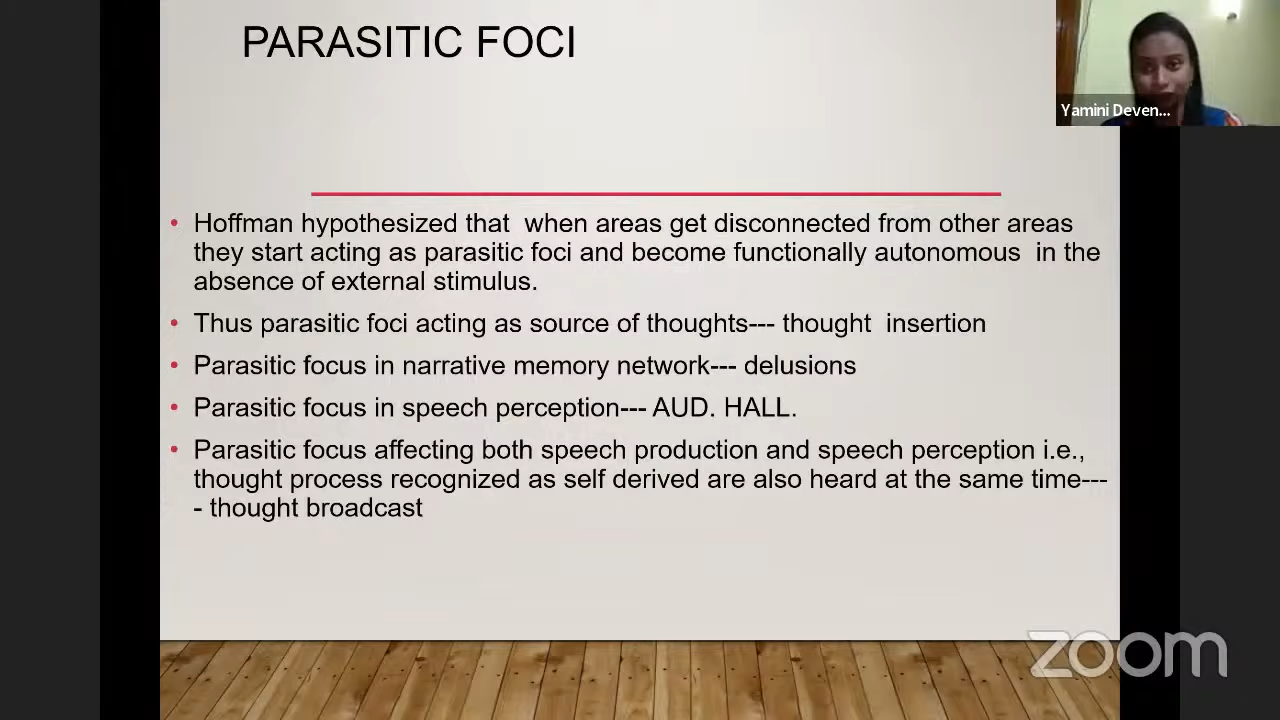 PARASITIC FOCI
Yamini Deven...
• Hoffman hypothesized that when areas get disconnected from other areas
they start acting as parasitic foci and become functionally autonomous in the
absence of external stimulus.
• Thus parasitic foci acting as source of thoughts--- thought insertion
• Parasitic focus in narrative memory network--- delusions
• Parasitic focus in speech perception--- AUD. HALL.
• Parasitic focus affecting both speech production and speech perception i.e.,
thought process recognized as self derived are also heard at the same time---
- thought broadcast
zoom